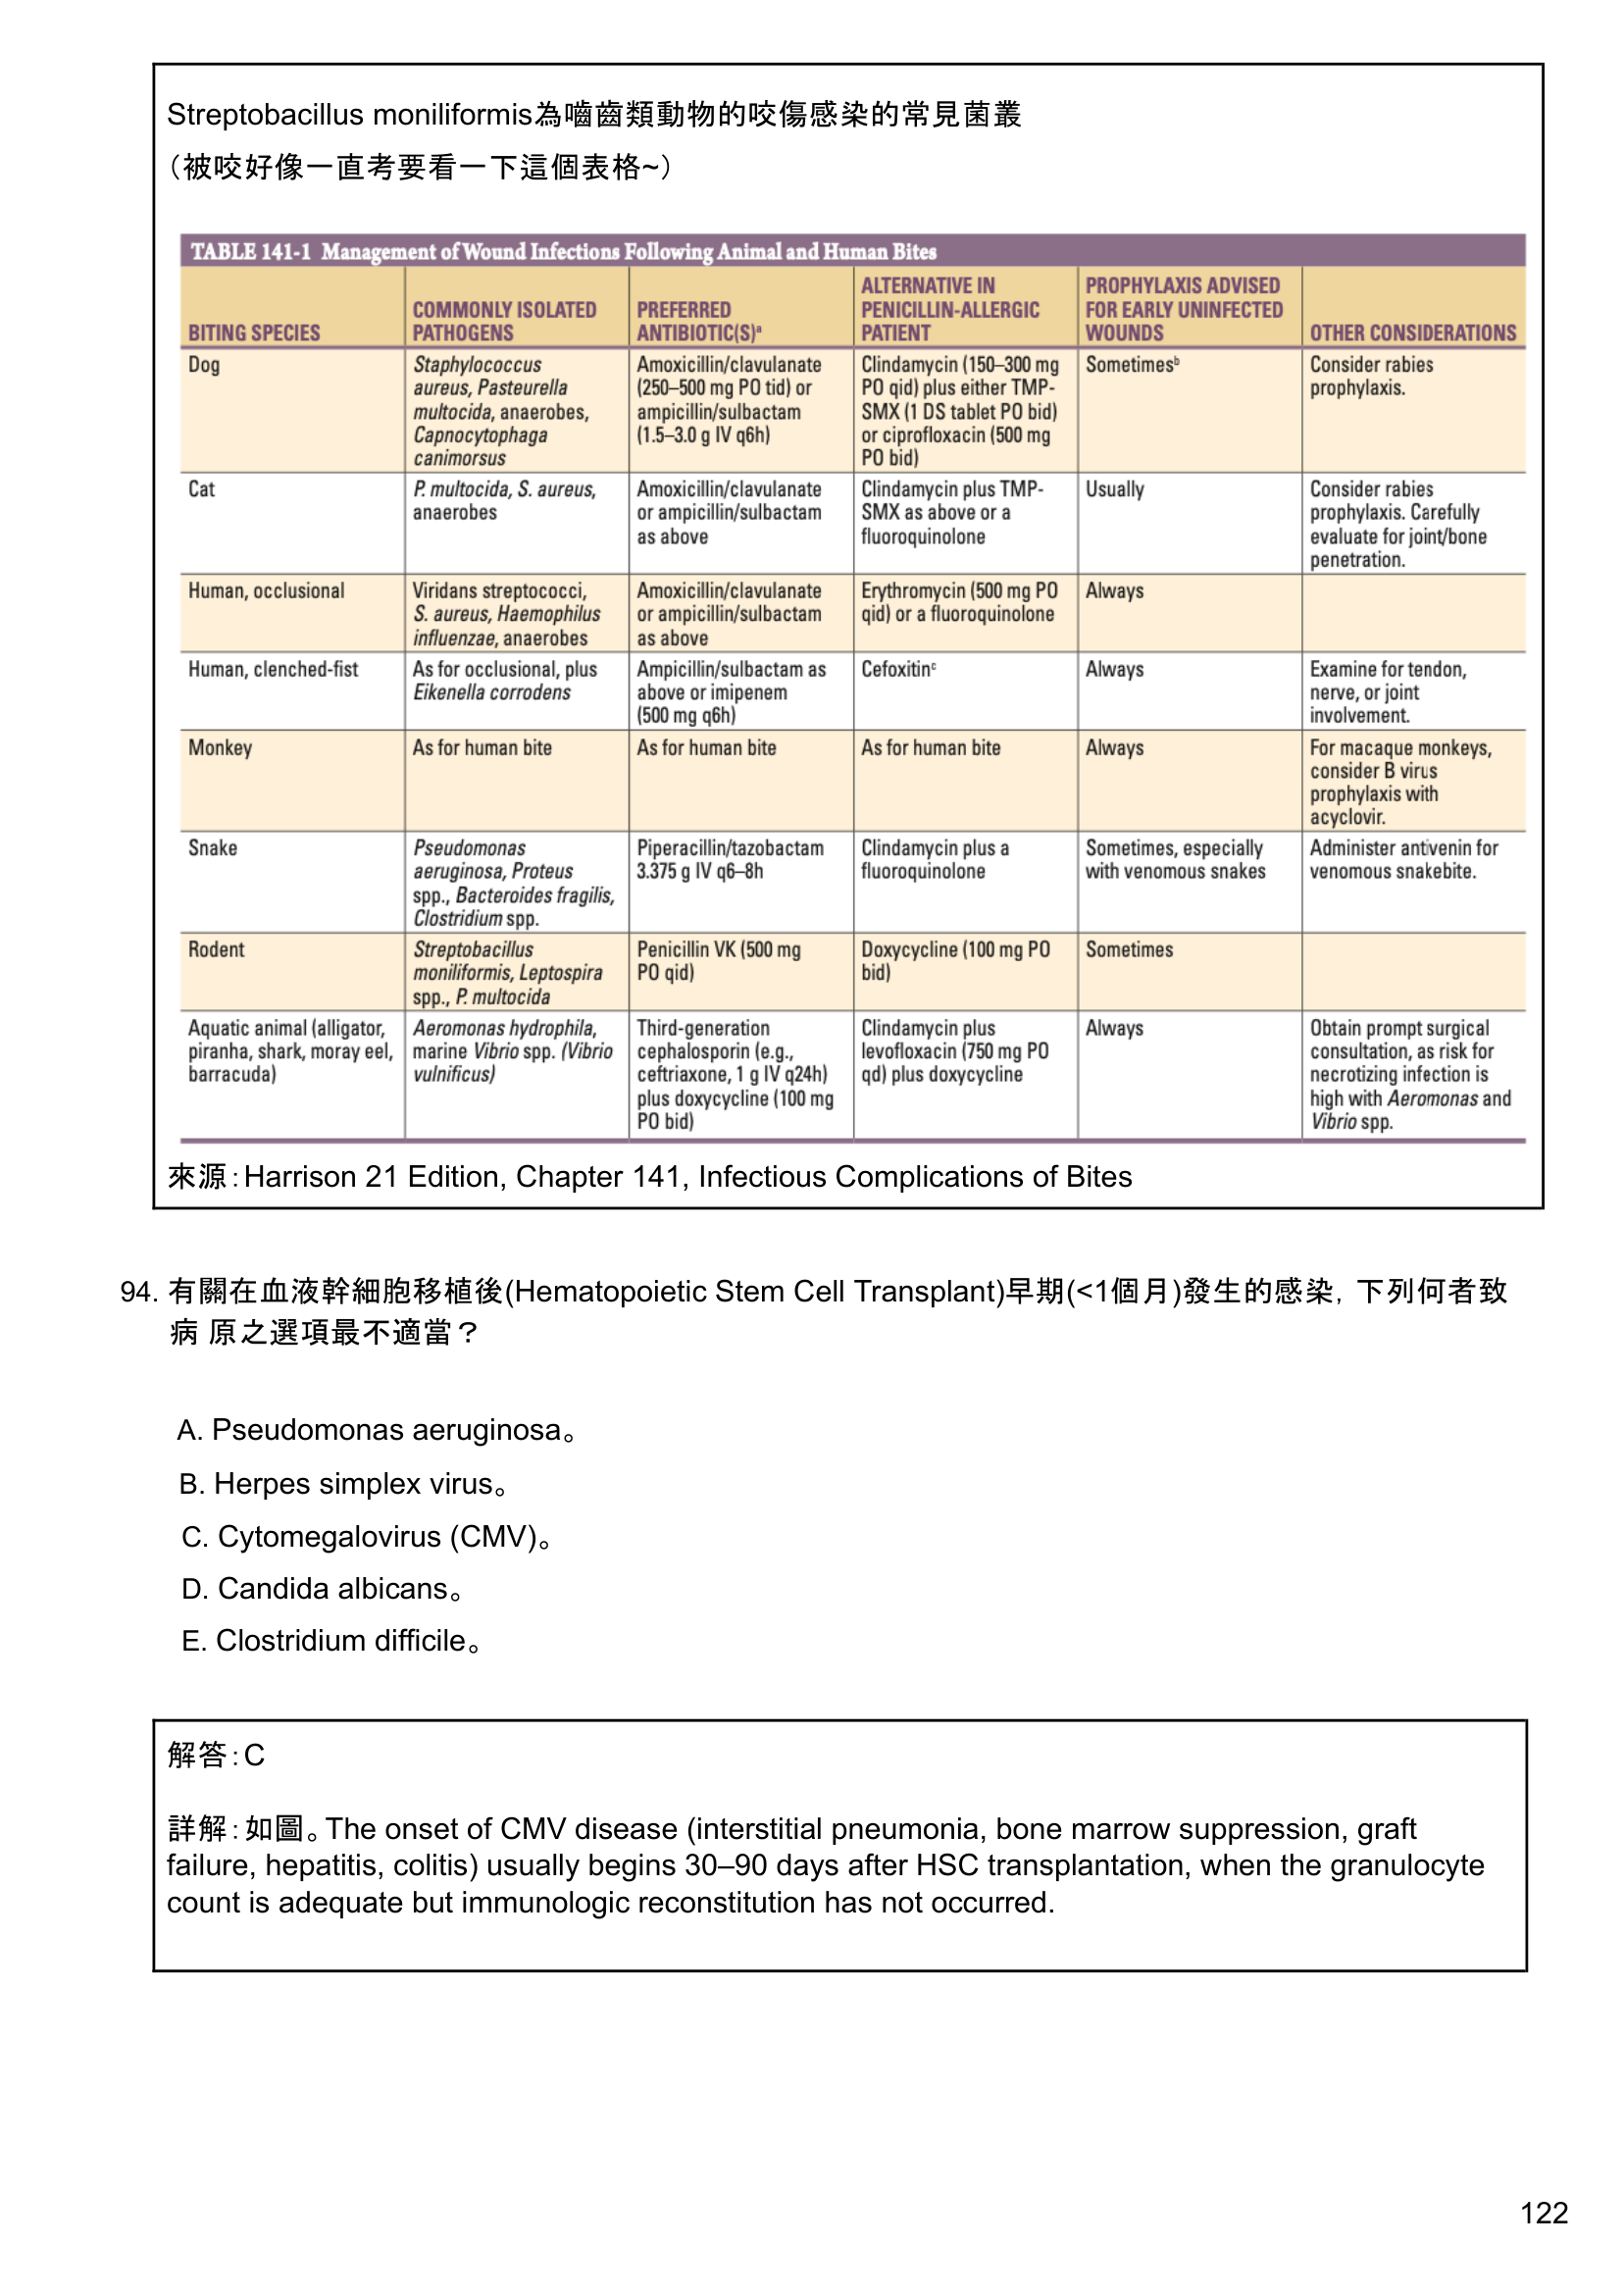 Streptobacillus moniliformis為嚙齒類動物的咬傷感染的常見菌叢
（被咬好像一直考要看一下這個表格~）
TABLE 141-1 Management of Wound Infections Following Animal and Human Bites
BITING SPECIES
COMMONLY ISOLATED
PATHOGENS
PREFERRED
ANTIBIOTIC(S)ª
ALTERNATIVE IN
PENICILLIN-ALLERGIC
PATIENT
PROPHYLAXIS ADVISED
FOR EARLY UNINFECTED
WOUNDS
OTHER CONSIDERATIONS
Dog
Staphylococcus
aureus, Pasteurella
multocida, anaerobes,
Capnocytophaga
canimorsus
Amoxicillin/clavulanate
(250–500 mg PO tid) or
ampicillin/sulbactam
(1.5–3.0 g IV q6h)
Clindamycin (150–300 mg
PO qid) plus either TMP-
SMX (1 DS tablet PO bid)
or ciprofloxacin (500 mg
PO bid)
Sometimesᵇ
Consider rabies
prophylaxis.
Cat
P. multocida, S. aureus,
anaerobes
Amoxicillin/clavulanate
or ampicillin/sulbactam
as above
Clindamycin plus TMP-
SMX as above or a
fluoroquinolone
Usually
Consider rabies
prophylaxis. Carefully
evaluate for joint/bone
penetration.
Human, occlusional
Viridans streptococci,
S. aureus, Haemophilus
influenzae, anaerobes
Amoxicillin/clavulanate
or ampicillin/sulbactam
as above
Erythromycin (500 mg PO
qid) or a fluoroquinolone
Always
Human, clenched-fist
As for occlusional, plus
Eikenella corrodens
Ampicillin/sulbactam as
above or imipenem
(500 mg q6h)
Cefoxitinᶜ
Always
Examine for tendon,
nerve, or joint
involvement.
Monkey
As for human bite
As for human bite
As for human bite
Always
For macaque monkeys,
consider B virus
prophylaxis with
acyclovir.
Snake
Pseudomonas
aeruginosa, Proteus
spp., Bacteroides fragilis,
Clostridium spp.
Piperacillin/tazobactam
3.375 g IV q6–8h
Clindamycin plus a
fluoroquinolone
Sometimes, especially
with venomous snakes
Administer antivenin for
venomous snakebite.
Rodent
Streptobacillus
moniliformis, Leptospira
spp., P. multocida
Penicillin VK (500 mg
PO qid)
Doxycycline (100 mg PO
bid)
Sometimes
Aquatic animal (alligator,
piranha, shark, moray eel,
barracuda)
Aeromonas hydrophila,
marine Vibrio spp. (Vibrio
vulnificus)
Third-generation
cephalosporin (e.g.,
ceftriaxone, 1 g IV q24h)
plus doxycycline (100 mg
PO bid)
Clindamycin plus
levofloxacin (750 mg PO
qd) plus doxycycline
Always
Obtain prompt surgical
consultation, as risk for
necrotizing infection is
high with Aeromonas and
Vibrio spp.
來源：Harrison 21 Edition, Chapter 141, Infectious Complications of Bites
94. 有關在血液幹細胞移植後(Hematopoietic Stem Cell Transplant)早期(<1個月)發生的感染，下列何者致
病 原之選項最不適當？
A. Pseudomonas aeruginosa。
B. Herpes simplex virus。
C. Cytomegalovirus (CMV)。
D. Candida albicans。
E. Clostridium difficile。
解答：C
詳解：如圖。The onset of CMV disease (interstitial pneumonia, bone marrow suppression, graft
failure, hepatitis, colitis) usually begins 30–90 days after HSC transplantation, when the granulocyte
count is adequate but immunologic reconstitution has not occurred.
122